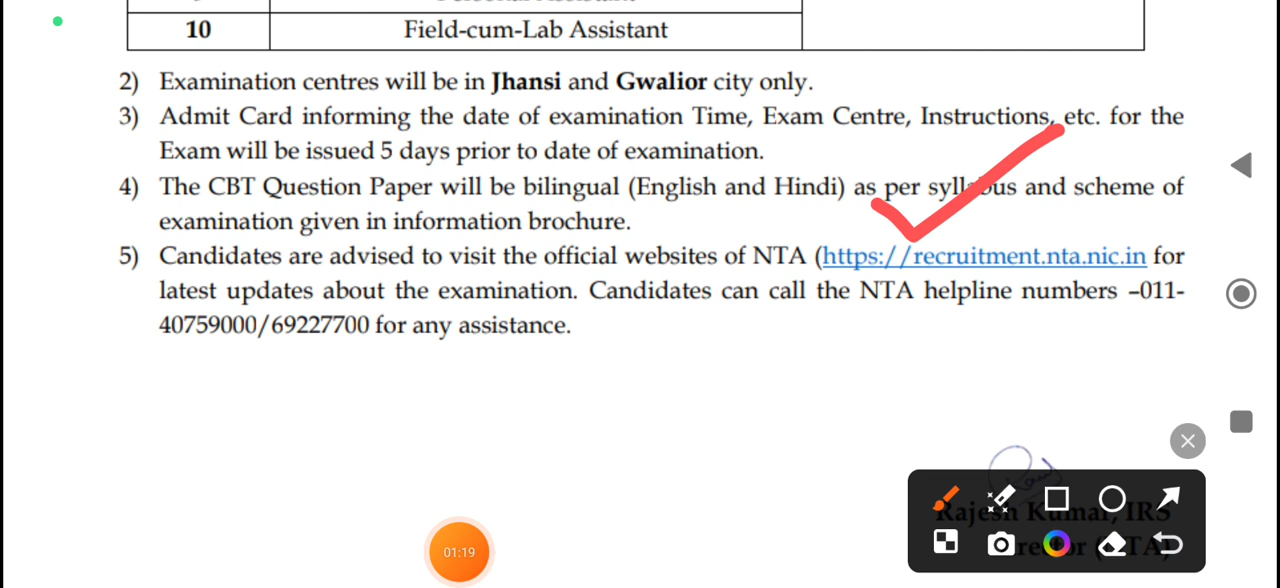 10 Field-cum-Lab Assistant
2) Examination centres will be in Jhansi and Gwalior city only.
3) Admit Card informing the date of examination Time, Exam Centre, Instructions, etc. for the
Exam will be issued 5 days prior to date of examination.
4) The CBT Question Paper will be bilingual (English and Hindi) as per syllabus and scheme of
examination given in information brochure.
5) Candidates are advised to visit the official websites of NTA (https://recruitment.nta.nic.in for
latest updates about the examination. Candidates can call the NTA helpline numbers –011-
40759000/69227700 for any assistance.
Rajesh Kumar, IRS
01:19